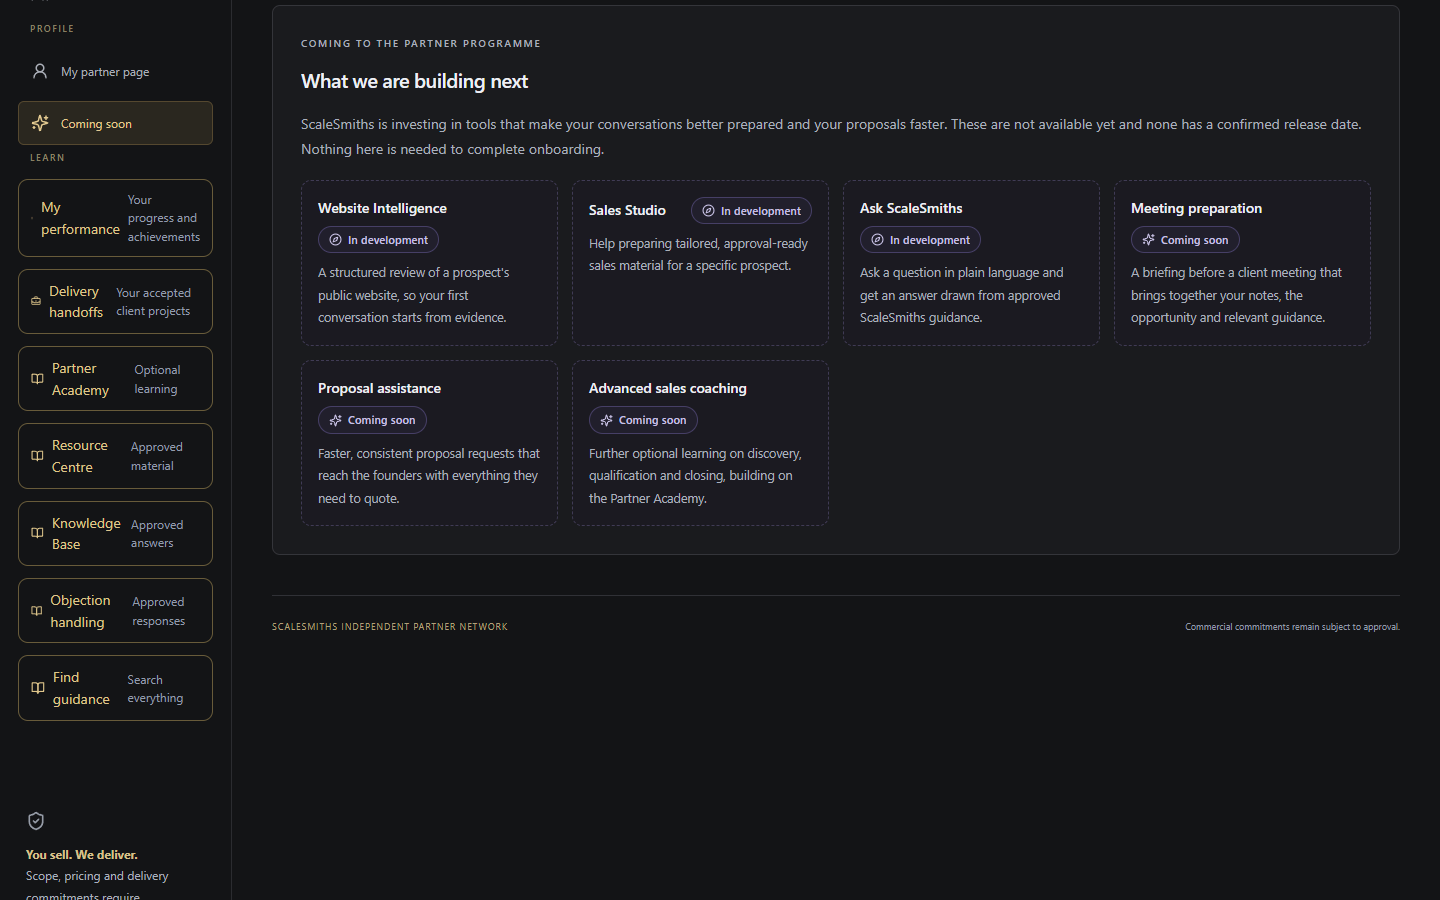 PROFILE
My partner page
Coming soon
LEARN
My
performance
Your
progress and
achievements
Delivery
handoffs
Your accepted
client projects
Partner
Academy
Optional
learning
Resource
Centre
Approved
material
Knowledge
Base
Approved
answers
Objection
handling
Approved
responses
Find
guidance
Search
everything
You sell. We deliver.
Scope, pricing and delivery
commitments require
COMING TO THE PARTNER PROGRAMME
What we are building next
ScaleSmiths is investing in tools that make your conversations better prepared and your proposals faster. These are not available yet and none has a confirmed release date.
Nothing here is needed to complete onboarding.
Website Intelligence
In development
A structured review of a prospect's
public website, so your first
conversation starts from evidence.
Sales Studio
In development
Help preparing tailored, approval-ready
sales material for a specific prospect.
Ask ScaleSmiths
In development
Ask a question in plain language and
get an answer drawn from approved
ScaleSmiths guidance.
Meeting preparation
Coming soon
A briefing before a client meeting that
brings together your notes, the
opportunity and relevant guidance.
Proposal assistance
Coming soon
Faster, consistent proposal requests that
reach the founders with everything they
need to quote.
Advanced sales coaching
Coming soon
Further optional learning on discovery,
qualification and closing, building on
the Partner Academy.
SCALESMITHS INDEPENDENT PARTNER NETWORK
Commercial commitments remain subject to approval.